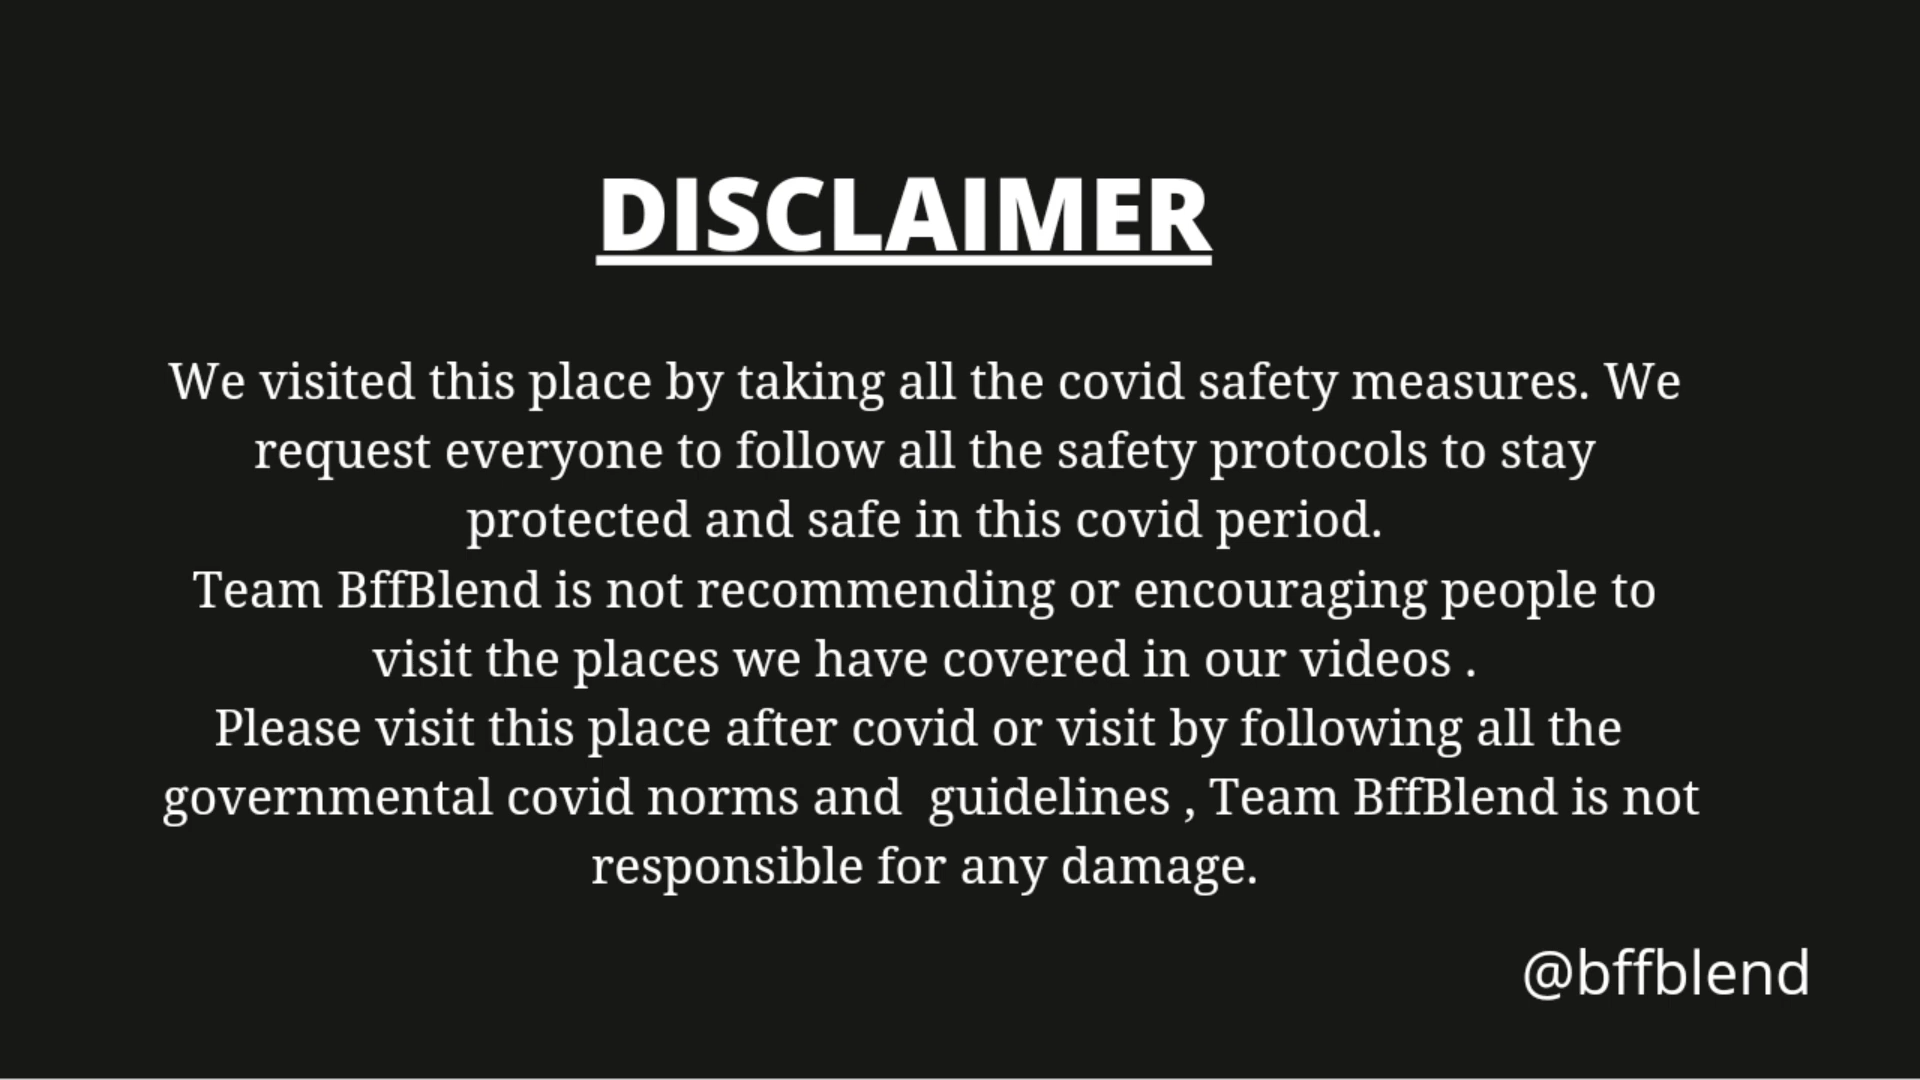 DISCLAIMER
We visited this place by taking all the covid safety measures. We
request everyone to follow all the safety protocols to stay
protected and safe in this covid period.
Team BffBlend is not recommending or encouraging people to
visit the places we have covered in our videos .
Please visit this place after covid or visit by following all the
governmental covid norms and  guidelines , Team BffBlend is not
responsible for any damage.
@bffblend